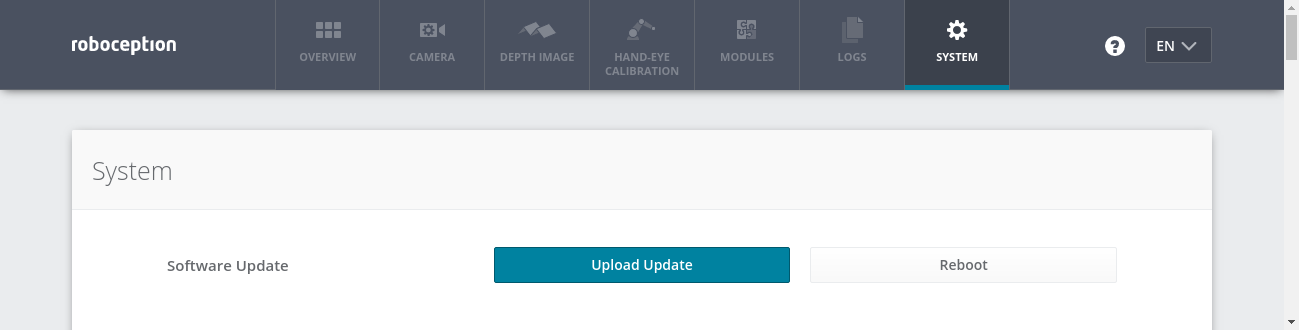 roboception
OVERVIEW
CAMERA
DEPTH IMAGE
HAND-EYE
CALIBRATION
MODULES
LOGS
SYSTEM
?
EN
System
Software Update
Upload Update
Reboot